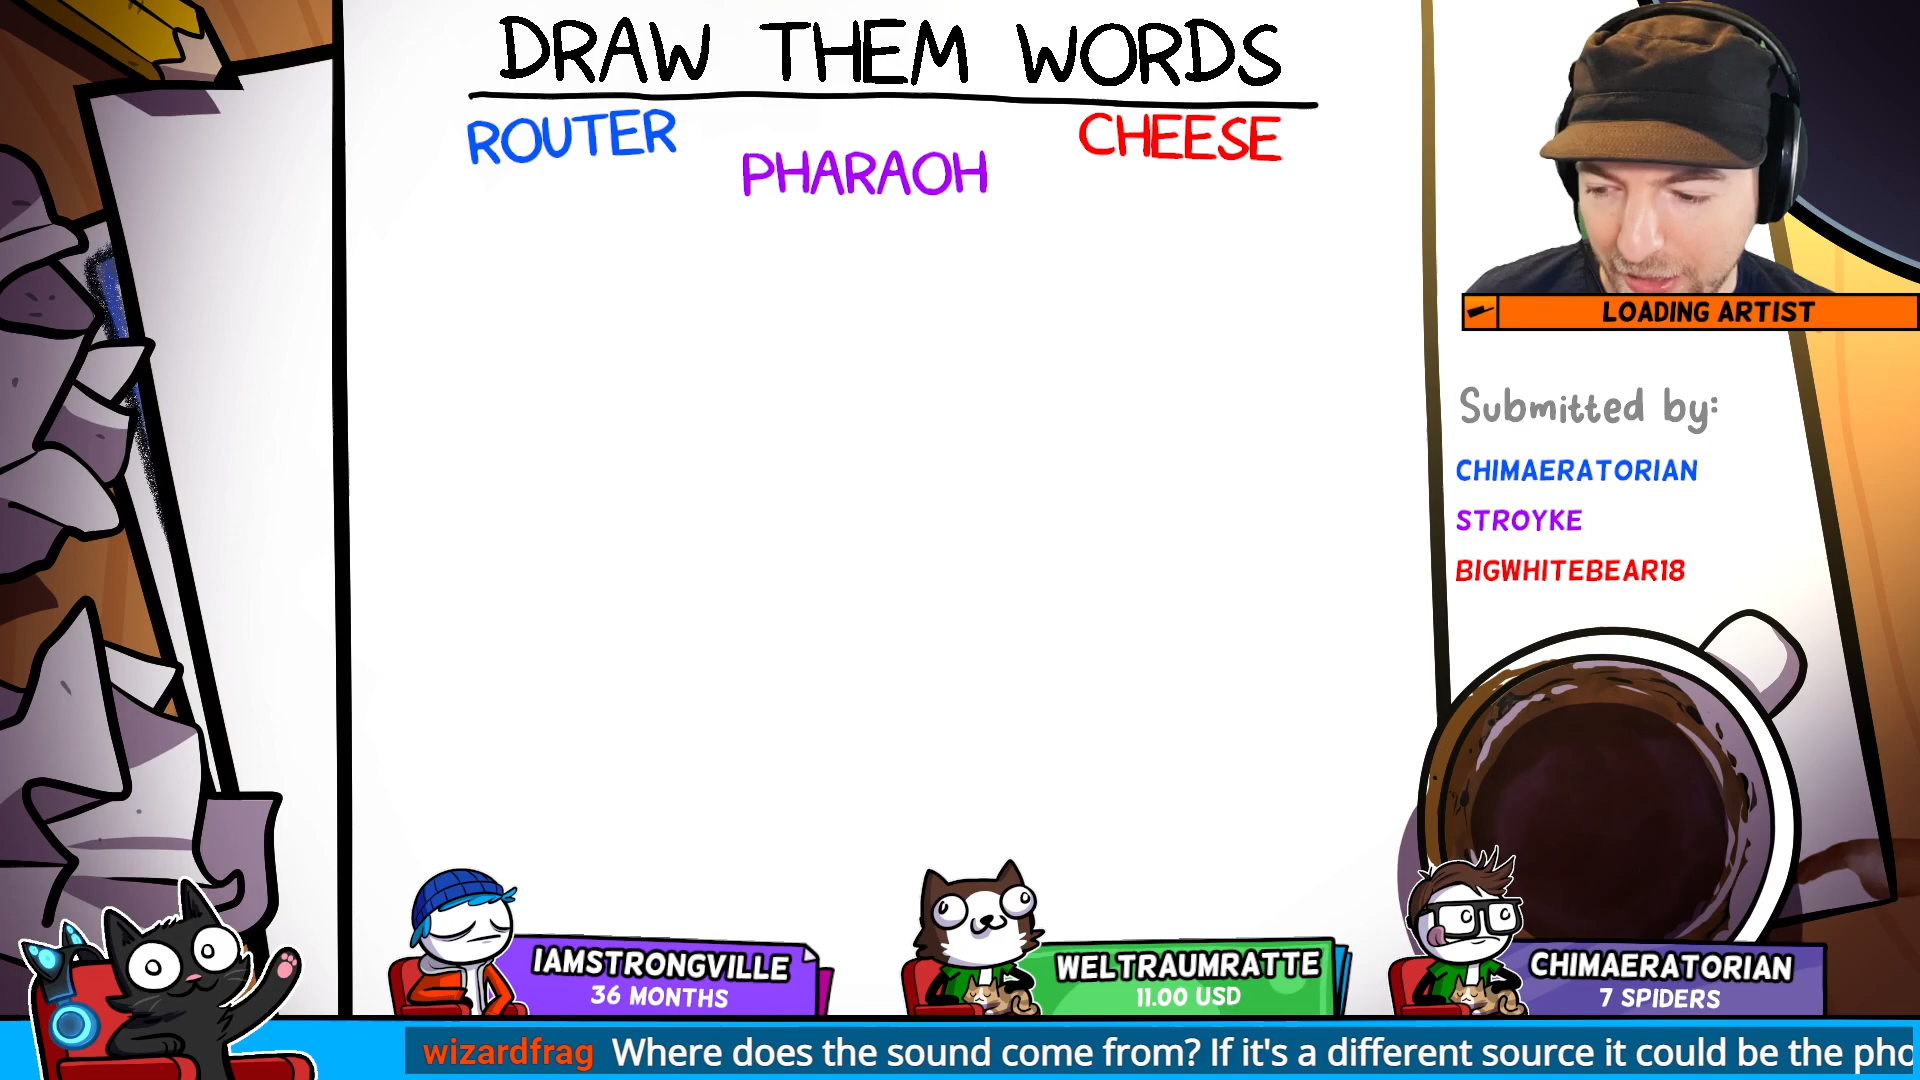 DRAW THEM WORDS
ROUTER
PHARAOH
CHEESE
LOADING ARTIST
Submitted by:
CHIMAERATORIAN
STROYKE
BIGWHITEBEAR18
IAMSTRONGVILLE
36 MONTHS
WELTRAUMRATTE
11.00 USD
CHIMAERATORIAN
7 SPIDERS
wizardfrag Where does the sound come from? If it's a different source it could be the pho